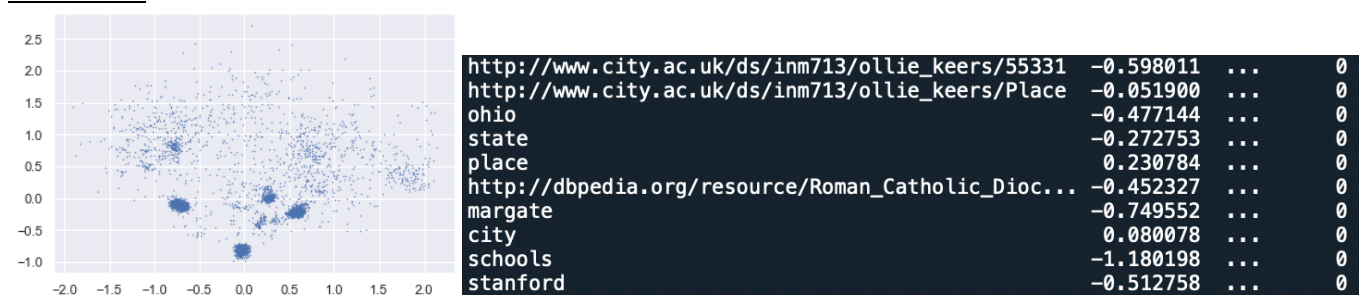 2.5
2.0
1.5
1.0
0.5
0.0
−0.5
−1.0
−2.0 −1.5 −1.0 −0.5 0.0 0.5 1.0 1.5 2.0
http://www.city.ac.uk/ds/inm713/ollie_keers/55331 -0.598011 ... 0
http://www.city.ac.uk/ds/inm713/ollie_keers/Place -0.051900 ... 0
ohio -0.477144 ... 0
state -0.272753 ... 0
place 0.230784 ... 0
http://dbpedia.org/resource/Roman_Catholic_Dioc... -0.452327 ... 0
margate -0.749552 ... 0
city 0.080078 ... 0
schools -1.180198 ... 0
stanford -0.512758 ... 0